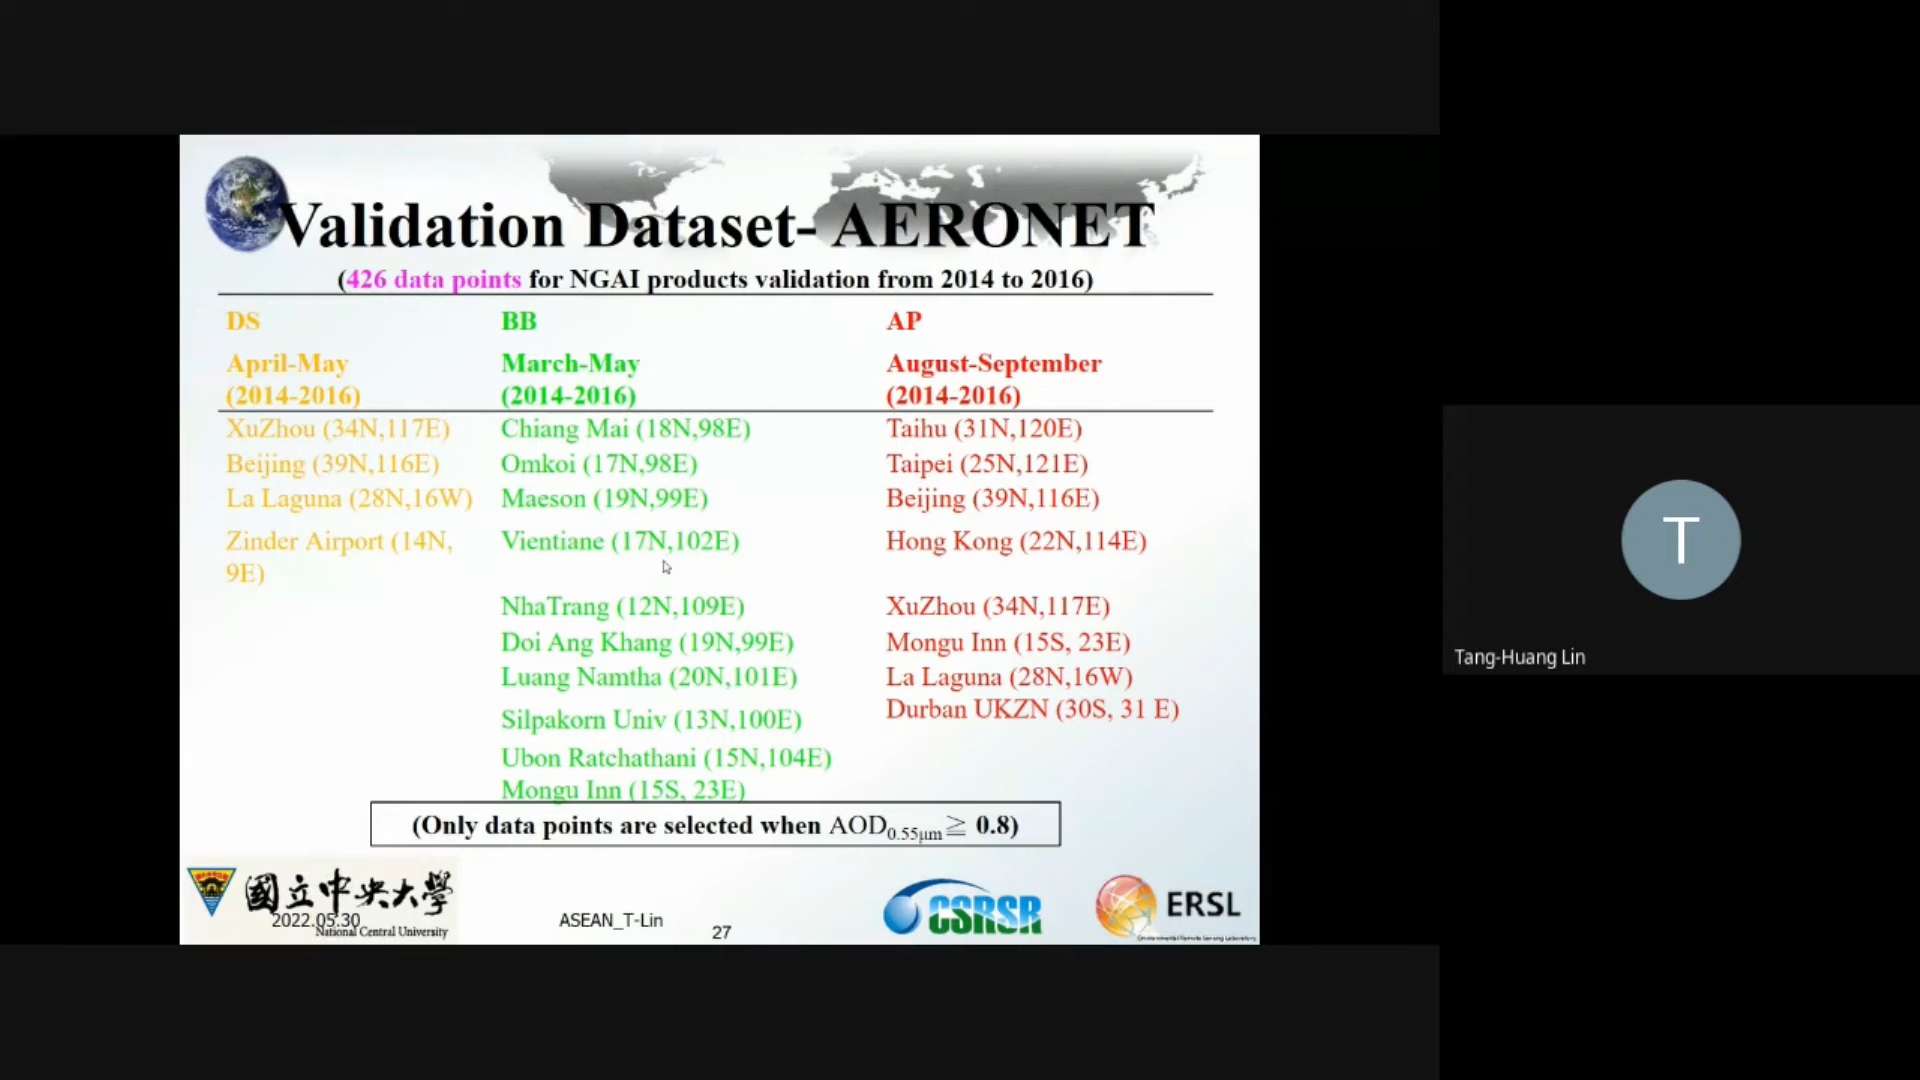 Validation Dataset- AERONET
(426 data points for NGAI products validation from 2014 to 2016)
DS BB AP
April-May March-May August-September
(2014-2016) (2014-2016) (2014-2016)
XuZhou (34N,117E) Chiang Mai (18N,98E) Taihu (31N,120E)
Beijing (39N,116E) Omkoi (17N,98E) Taipei (25N,121E)
La Laguna (28N,16W) Maeson (19N,99E) Beijing (39N,116E)
Zinder Airport (14N, Vientiane (17N,102E) Hong Kong (22N,114E)
9E)
NhaTrang (12N,109E) XuZhou (34N,117E)
Doi Ang Khang (19N,99E) Mongu Inn (15S, 23E)
Luang Namtha (20N,101E) La Laguna (28N,16W)
Silpakorn Univ (13N,100E) Durban UKZN (30S, 31 E)
Ubon Ratchathani (15N,104E)
Mongu Inn (15S, 23E)
(Only data points are selected when AOD0.55μm≧ 0.8)
國立中央大學
National Central University
2022.05.30
ASEAN_T-Lin
27
CSRSR
ERSL
Environmental Remote Sensing Laboratory
T
Tang-Huang Lin